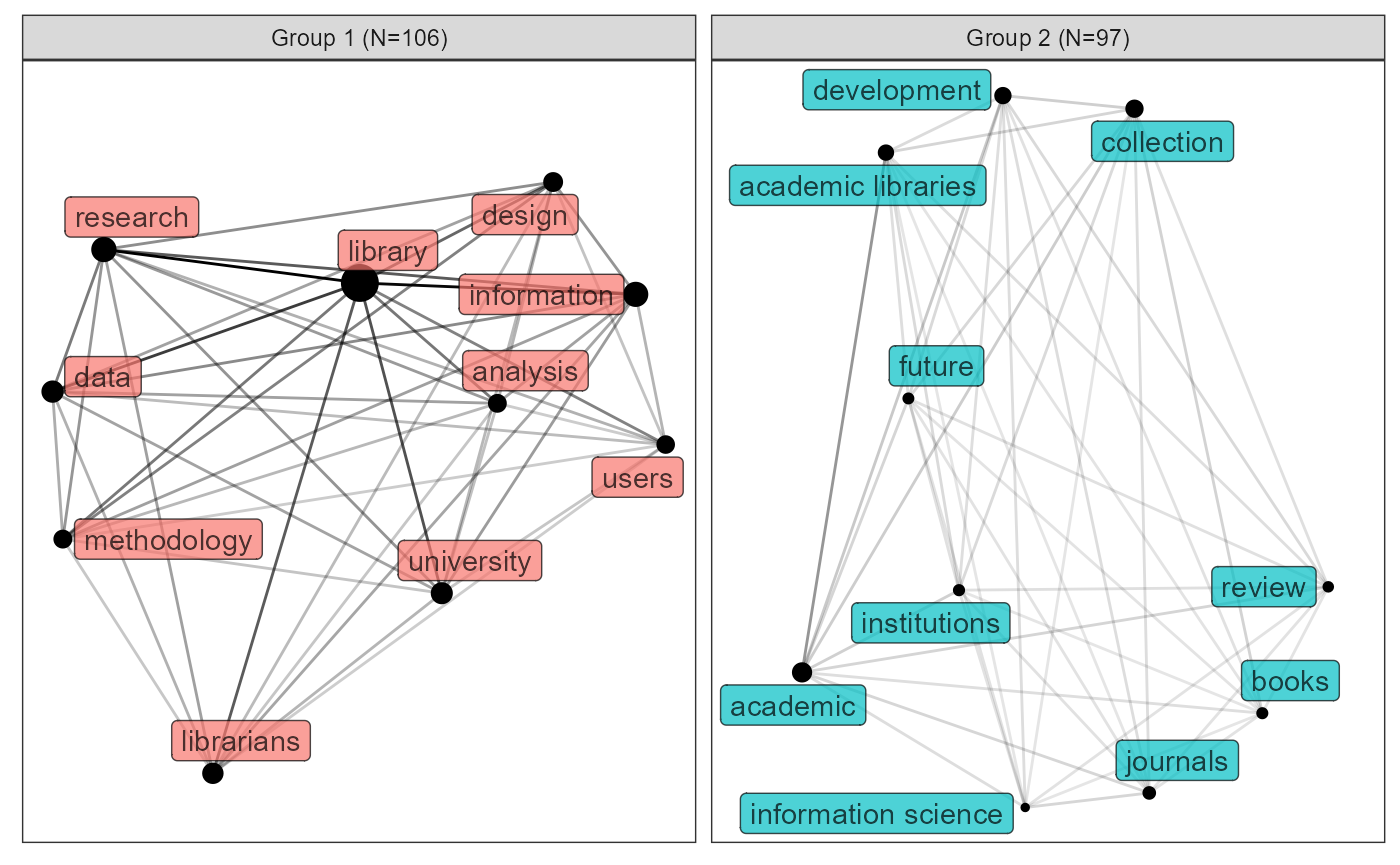 Group 1 (N=106)
research
design
library
information
analysis
data
users
methodology
university
librarians
Group 2 (N=97)
development
collection
academic libraries
future
review
institutions
books
academic
journals
information science